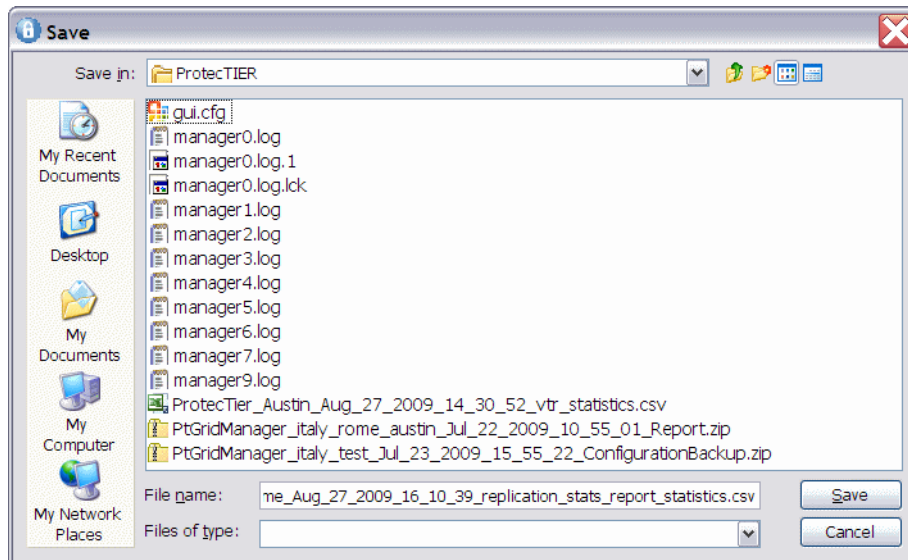 Save
Save in: ProtecTIER
My Recent
Documents
Desktop
My
Documents
My
Computer
My Network
Places
gui.cfg
manager0.log
manager0.log.1
manager0.log.lck
manager1.log
manager2.log
manager3.log
manager4.log
manager5.log
manager6.log
manager7.log
manager9.log
ProtecTier_Austin_Aug_27_2009_14_30_52_vtr_statistics.csv
PtGridManager_italy_rome_austin_Jul_22_2009_10_55_01_Report.zip
PtGridManager_italy_test_Jul_23_2009_15_55_22_ConfigurationBackup.zip
File name: me_Aug_27_2009_16_10_39_replication_stats_report_statistics.csv Save
Files of type: Cancel